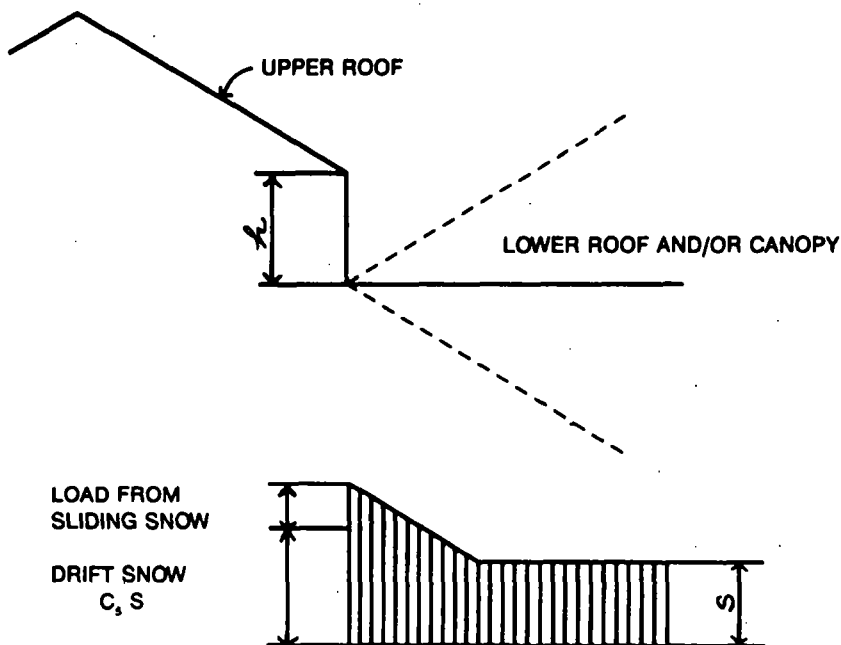 UPPER ROOF
h
LOWER ROOF AND/OR CANOPY
LOAD FROM
SLIDING SNOW
DRIFT SNOW
Cs S
S